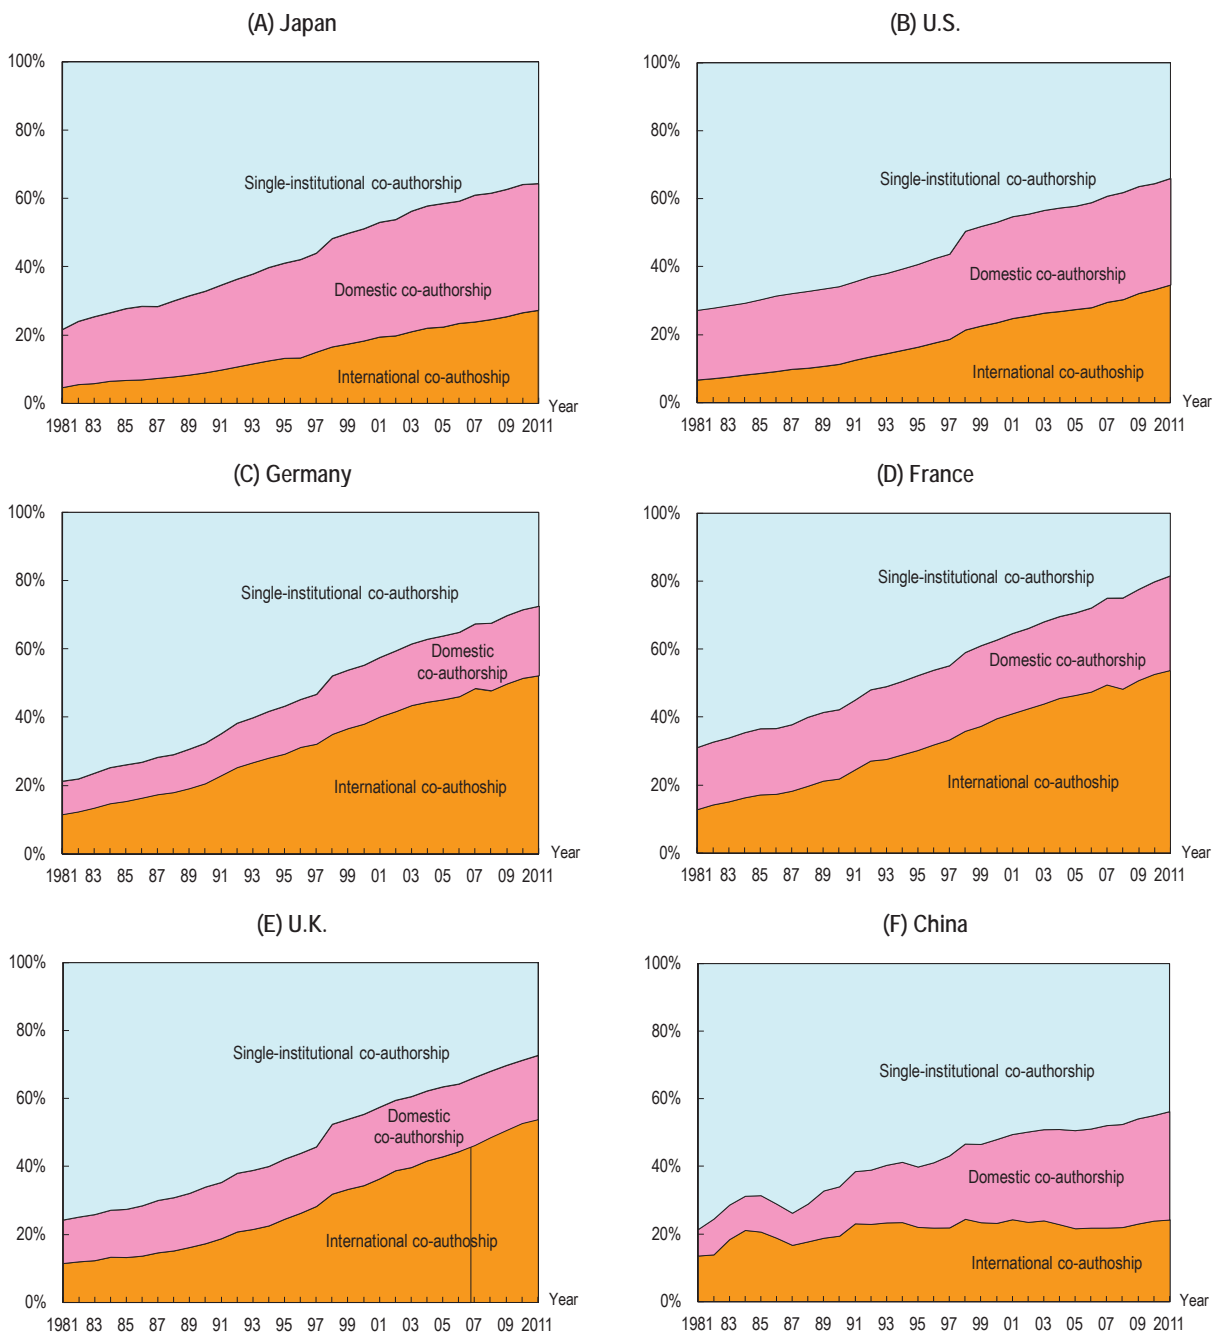 (A) Japan
100%
80%
60%
40%
20%
0%
Single-institutional co-authorship
Domestic co-authorship
International co-authoship
Year
1981 83 85 87 89 91 93 95 97 99 01 03 05 07 09 2011
(B) U.S.
100%
80%
60%
40%
20%
0%
Single-institutional co-authorship
Domestic co-authorship
International co-authoship
Year
1981 83 85 87 89 91 93 95 97 99 01 03 05 07 09 2011
(C) Germany
100%
80%
60%
40%
20%
0%
Single-institutional co-authorship
Domestic
co-authorship
International co-authoship
Year
1981 83 85 87 89 91 93 95 97 99 01 03 05 07 09 2011
(D) France
100%
80%
60%
40%
20%
0%
Single-institutional co-authorship
Domestic co-authorship
International co-authoship
Year
1981 83 85 87 89 91 93 95 97 99 01 03 05 07 09 2011
(E) U.K.
100%
80%
60%
40%
20%
0%
Single-institutional co-authorship
Domestic
co-authorship
International co-authoship
Year
1981 83 85 87 89 91 93 95 97 99 01 03 05 07 09 2011
(F) China
100%
80%
60%
40%
20%
0%
Single-institutional co-authorship
Domestic co-authorship
International co-authoship
Year
1981 83 85 87 89 91 93 95 97 99 01 03 05 07 09 2011